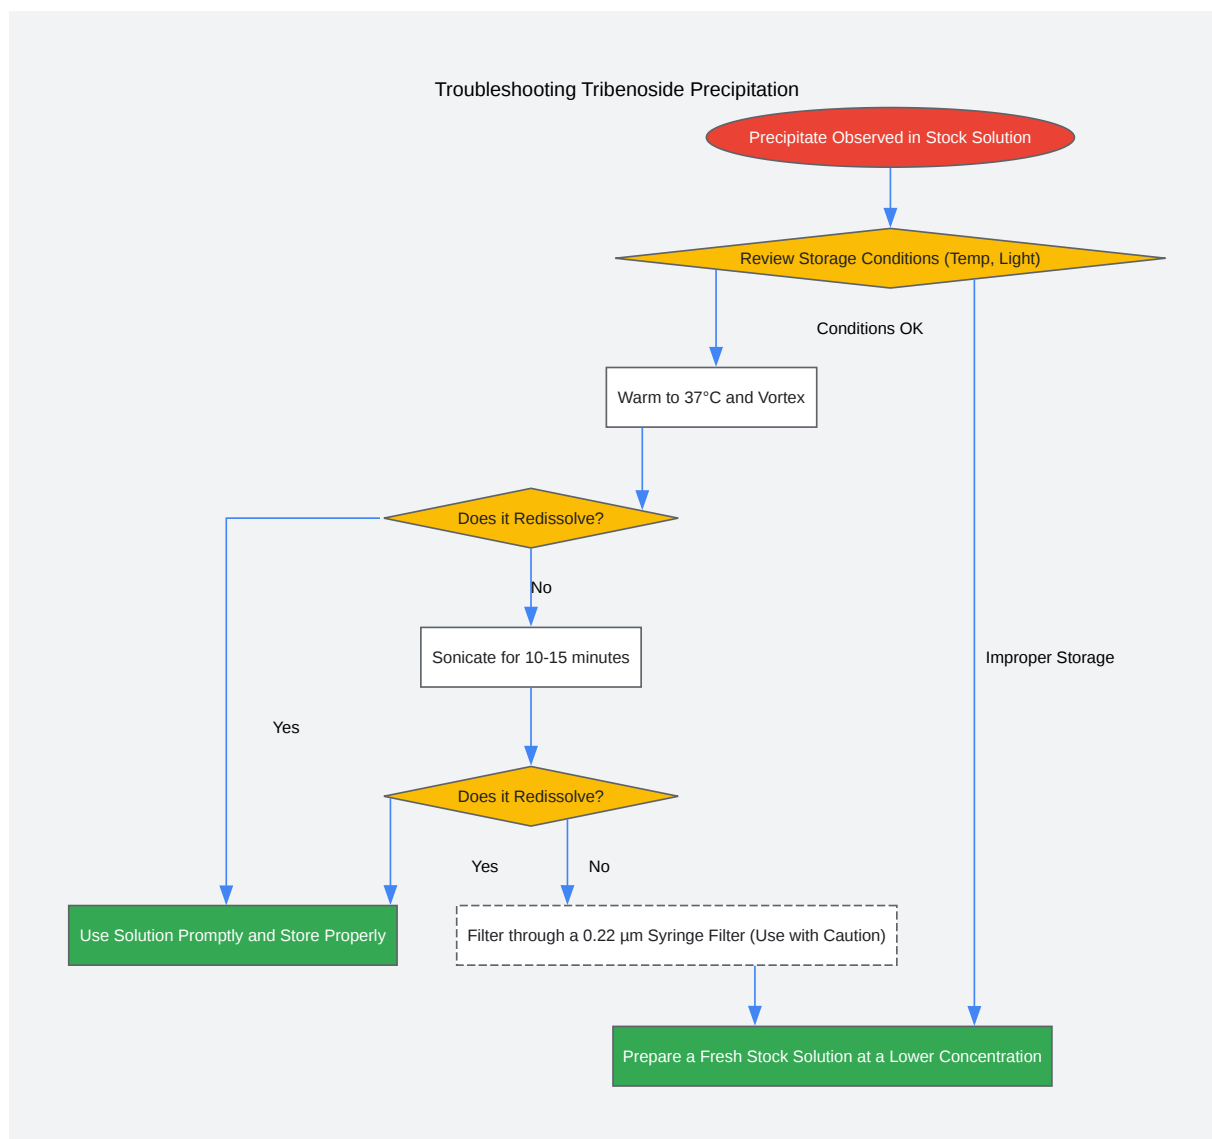 Troubleshooting Tribenoside Precipitation
Precipitate Observed in Stock Solution
Review Storage Conditions (Temp, Light)
Conditions OK
Warm to 37°C and Vortex
Does it Redissolve?
No
Sonicate for 10-15 minutes
Improper Storage
Yes
Does it Redissolve?
Yes
No
Use Solution Promptly and Store Properly
Filter through a 0.22 µm Syringe Filter (Use with Caution)
Prepare a Fresh Stock Solution at a Lower Concentration